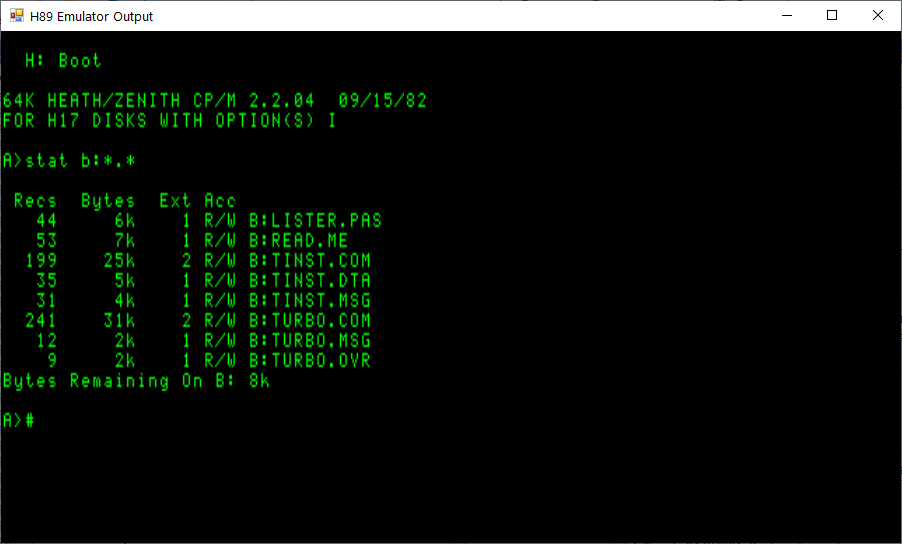 H89 Emulator Output
H: Boot
64K HEATH/ZENITH CP/M 2.2.04  09/15/82
FOR H17 DISKS WITH OPTION(S) I
A>stat b:*.*
 Recs  Bytes  Ext Acc
   44     6k    1 R/W B:LISTER.PAS
   53     7k    1 R/W B:READ.ME
  199    25k    2 R/W B:TINST.COM
   35     5k    1 R/W B:TINST.DTA
   31     4k    1 R/W B:TINST.MSG
  241    31k    2 R/W B:TURBO.COM
   12     2k    1 R/W B:TURBO.MSG
    9     2k    1 R/W B:TURBO.OVR
Bytes Remaining On B: 8k
A>#